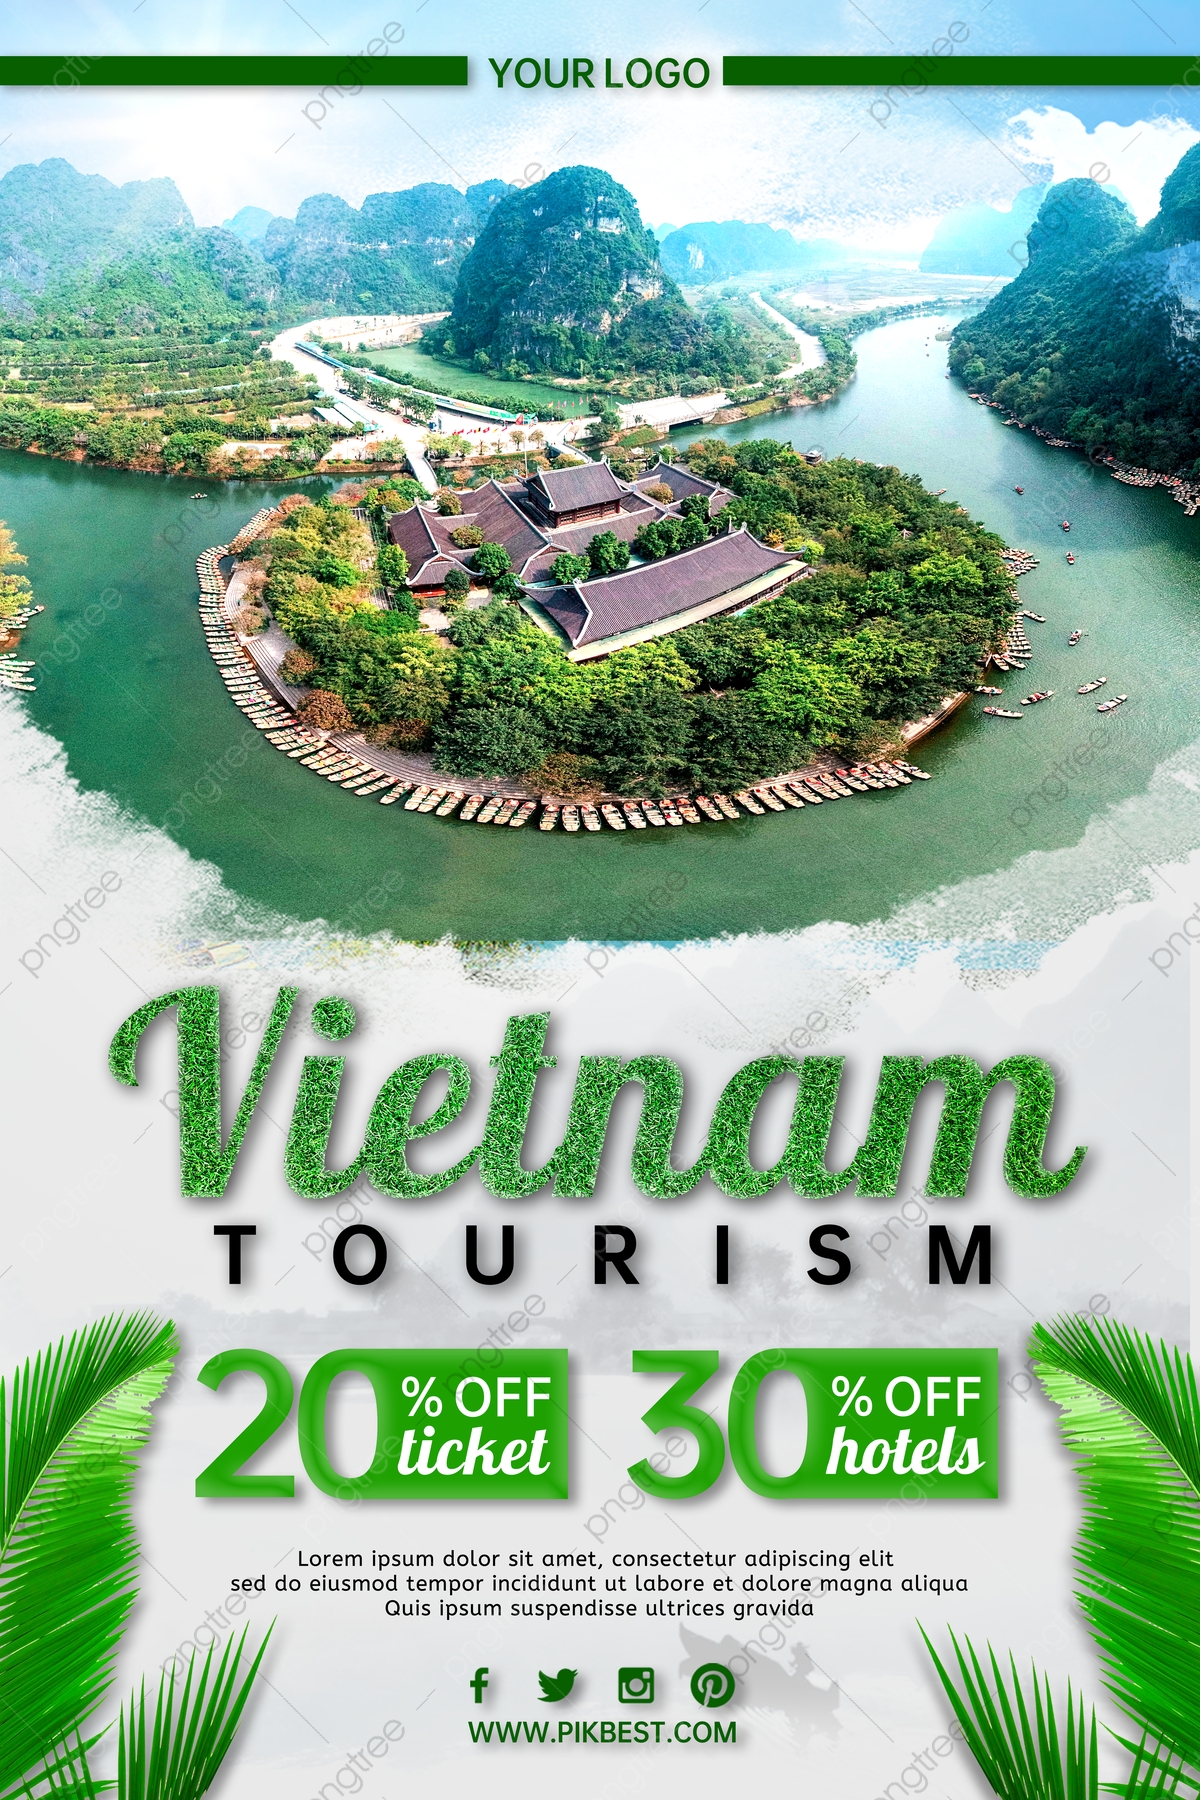 YOUR LOGO
Vietnam
TOURISM
20 % OFF ticket
30 % OFF hotels
Lorem ipsum dolor sit amet, consectetur adipiscing elit
sed do eiusmod tempor incididunt ut labore et dolore magna aliqua
Quis ipsum suspendisse ultrices gravida
WWW.PIKBEST.COM
pngtree